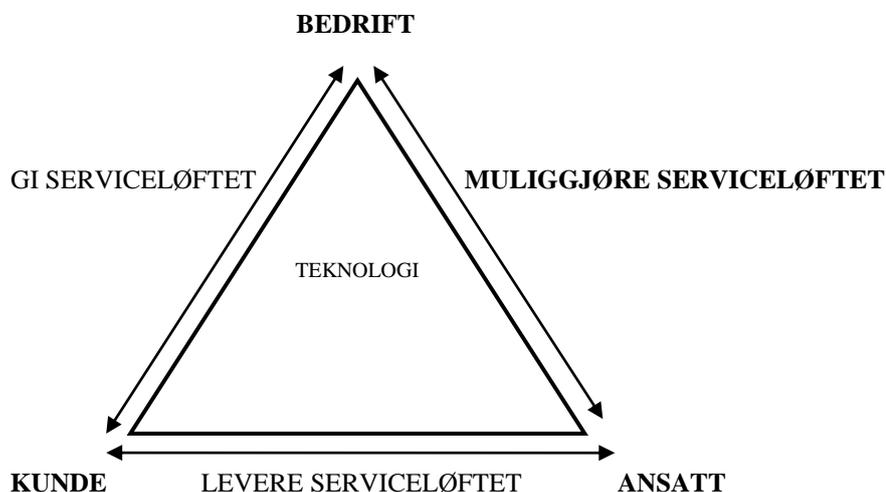 BEDRIFT
GI SERVICELØFTET
MULIGGJØRE SERVICELØFTET
TEKNOLOGI
KUNDE
LEVERE SERVICELØFTET
ANSATT